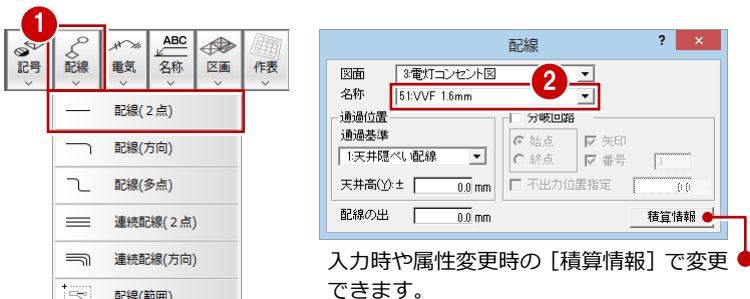 1
記号
配線
電気
ABC
名称
区画
作表
配線(2点)
配線(方向)
配線(多点)
連続配線(2点)
連続配線(方向)
配線(範囲)
配線
?
×
図面
3:電灯コンセント図
2
名称
51:VVF 1.6mm
通過位置
通過基準
1:天井隠ぺい配線
天井高(Y):±
0.0 mm
配線の出
0.0 mm
分岐回路
始点
矢印
終点
番号
1
不出力位置指定
積算情報
入力時や属性変更時の［積算情報］で変更
できます。